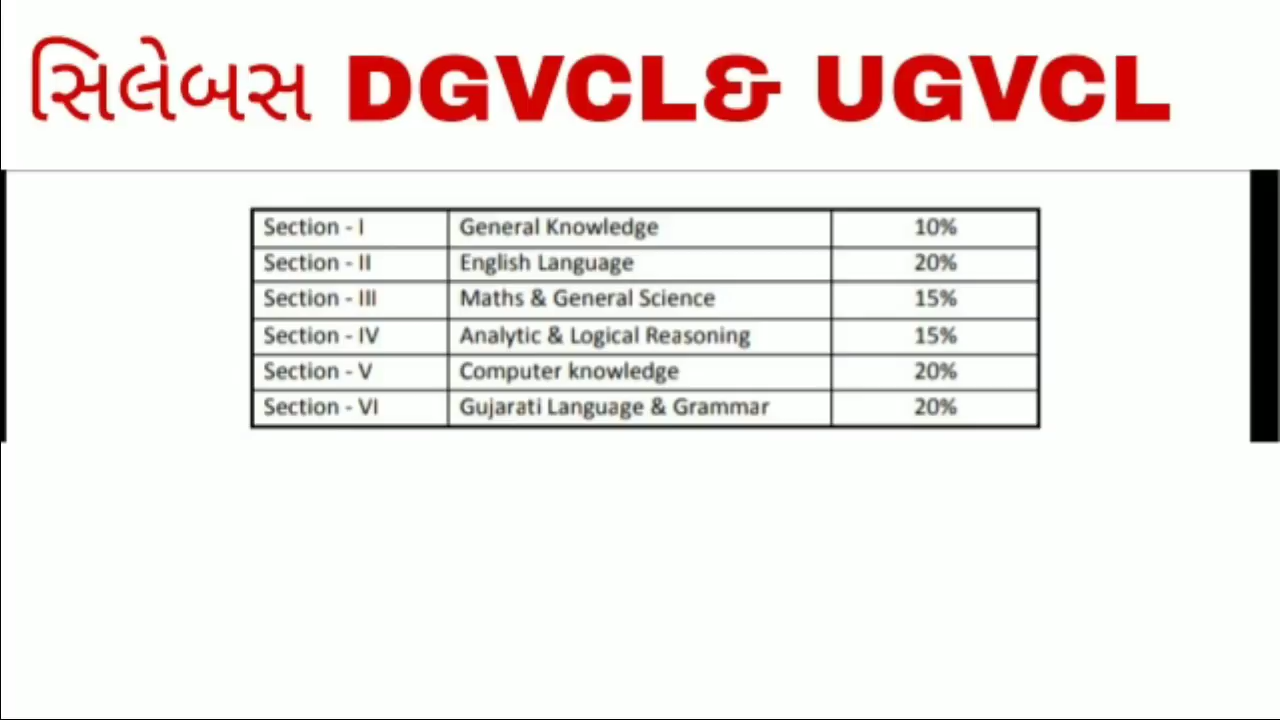 સિલેબસ DGVCL& UGVCL
Section - I General Knowledge 10%
Section - II English Language 20%
Section - III Maths & General Science 15%
Section - IV Analytic & Logical Reasoning 15%
Section - V Computer knowledge 20%
Section - VI Gujarati Language & Grammar 20%